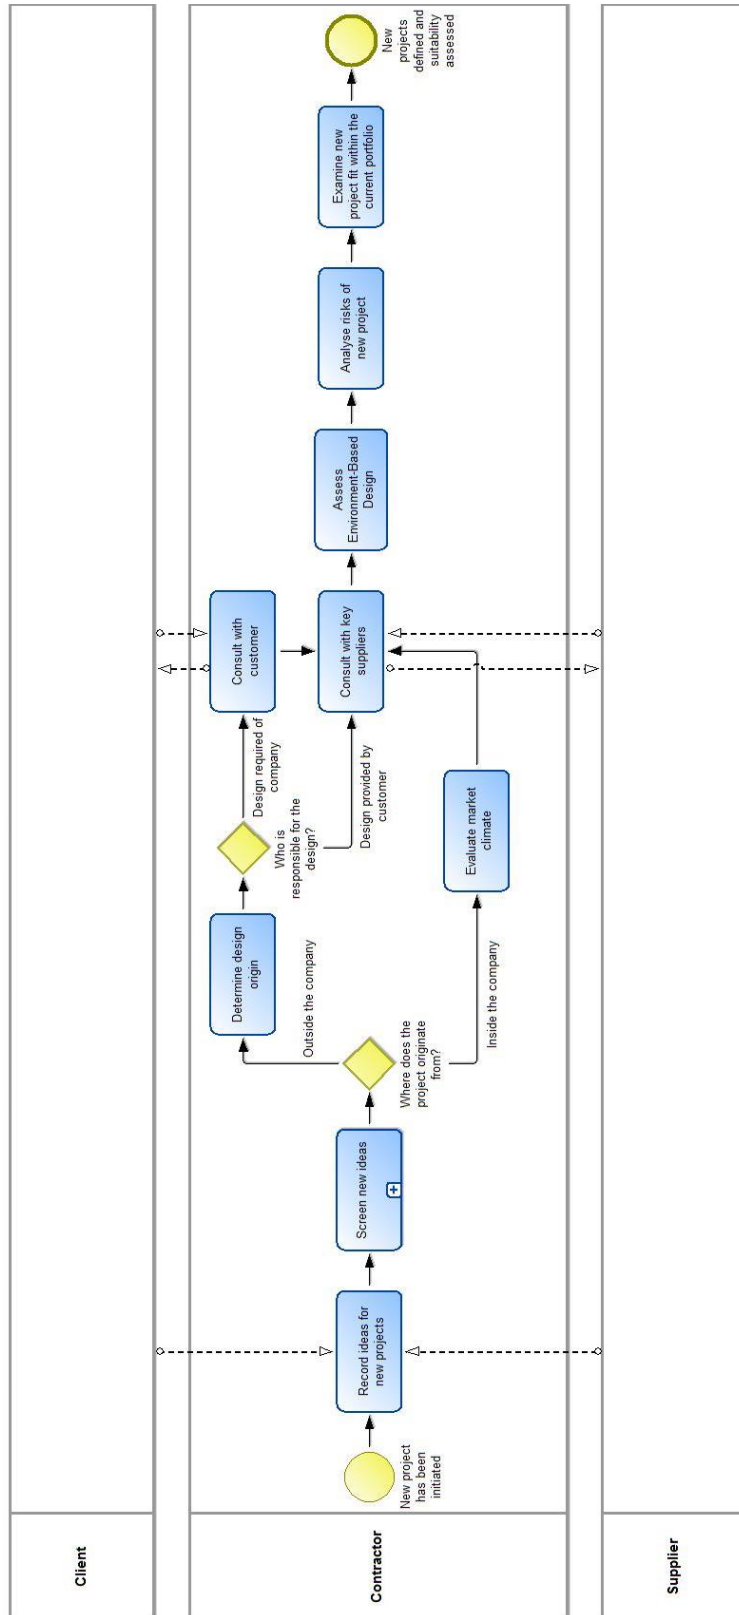 Client
Contractor
Supplier
New project
has been
initiated
Record ideas for
new projects
Screen new ideas
Where does the
project originate
from?
Outside the company
Inside the company
Determine design
origin
Who is
responsible for the
design?
Design required of
company
Design provided by
customer
Evaluate market
climate
Consult with
customer
Consult with key
suppliers
Assess
Environment-Based
Design
Analyse risks of
new project
Examine new
project fit within the
current portfolio
New
projects
defined and
suitability
assessed